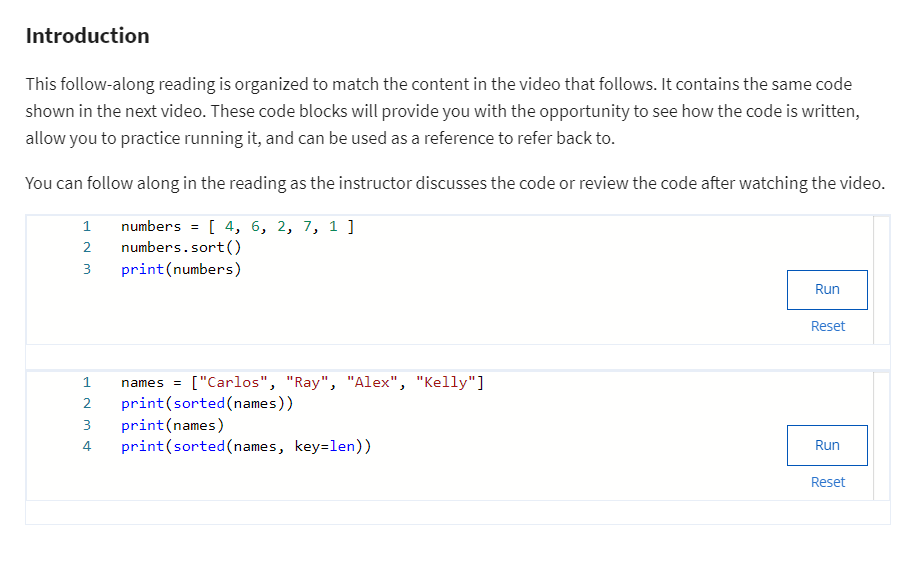 Introduction
This follow-along reading is organized to match the content in the video that follows. It contains the same code
shown in the next video. These code blocks will provide you with the opportunity to see how the code is written,
allow you to practice running it, and can be used as a reference to refer back to.
You can follow along in the reading as the instructor discusses the code or review the code after watching the video.
1 numbers = [ 4, 6, 2, 7, 1 ]
2 numbers.sort()
3 print(numbers)
Run
Reset
1 names = ["Carlos", "Ray", "Alex", "Kelly"]
2 print(sorted(names))
3 print(names)
4 print(sorted(names, key=len))
Run
Reset